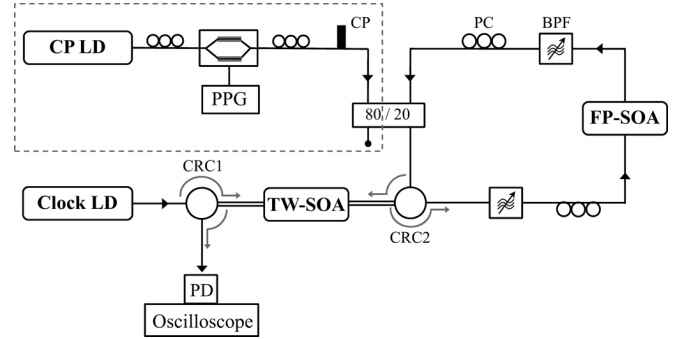 CP
PC
BPF
CP LD
PPG
80 / 20
FP-SOA
CRC1
Clock LD
TW-SOA
CRC2
PD
Oscilloscope